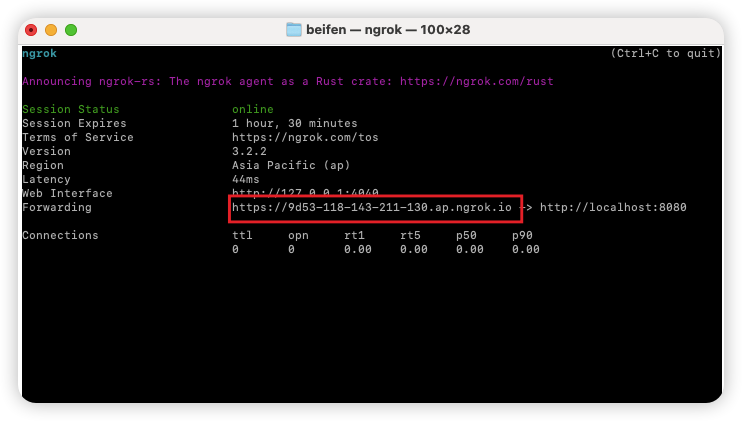 beifen — ngrok — 100×28
ngrok (Ctrl+C to quit)
Announcing ngrok-rs: The ngrok agent as a Rust crate: https://ngrok.com/rust
Session Status online
Session Expires 1 hour, 30 minutes
Terms of Service https://ngrok.com/tos
Version 3.2.2
Region Asia Pacific (ap)
Latency 44ms
Web Interface http://127.0.0.1:4040
Forwarding https://9d53-118-143-211-130.ap.ngrok.io -> http://localhost:8080
Connections ttl opn rt1 rt5 p50 p90
0 0 0.00 0.00 0.00 0.00